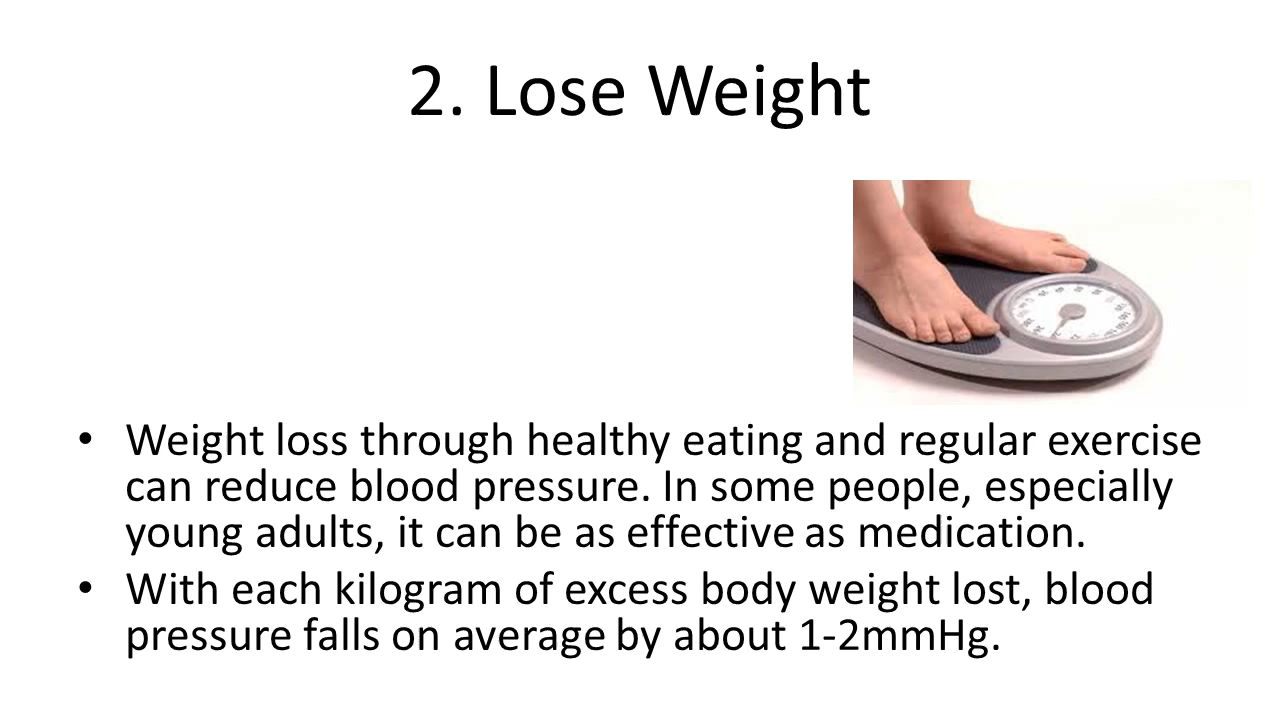 2. Lose Weight
• Weight loss through healthy eating and regular exercise
can reduce blood pressure. In some people, especially
young adults, it can be as effective as medication.
• With each kilogram of excess body weight lost, blood
pressure falls on average by about 1-2mmHg.